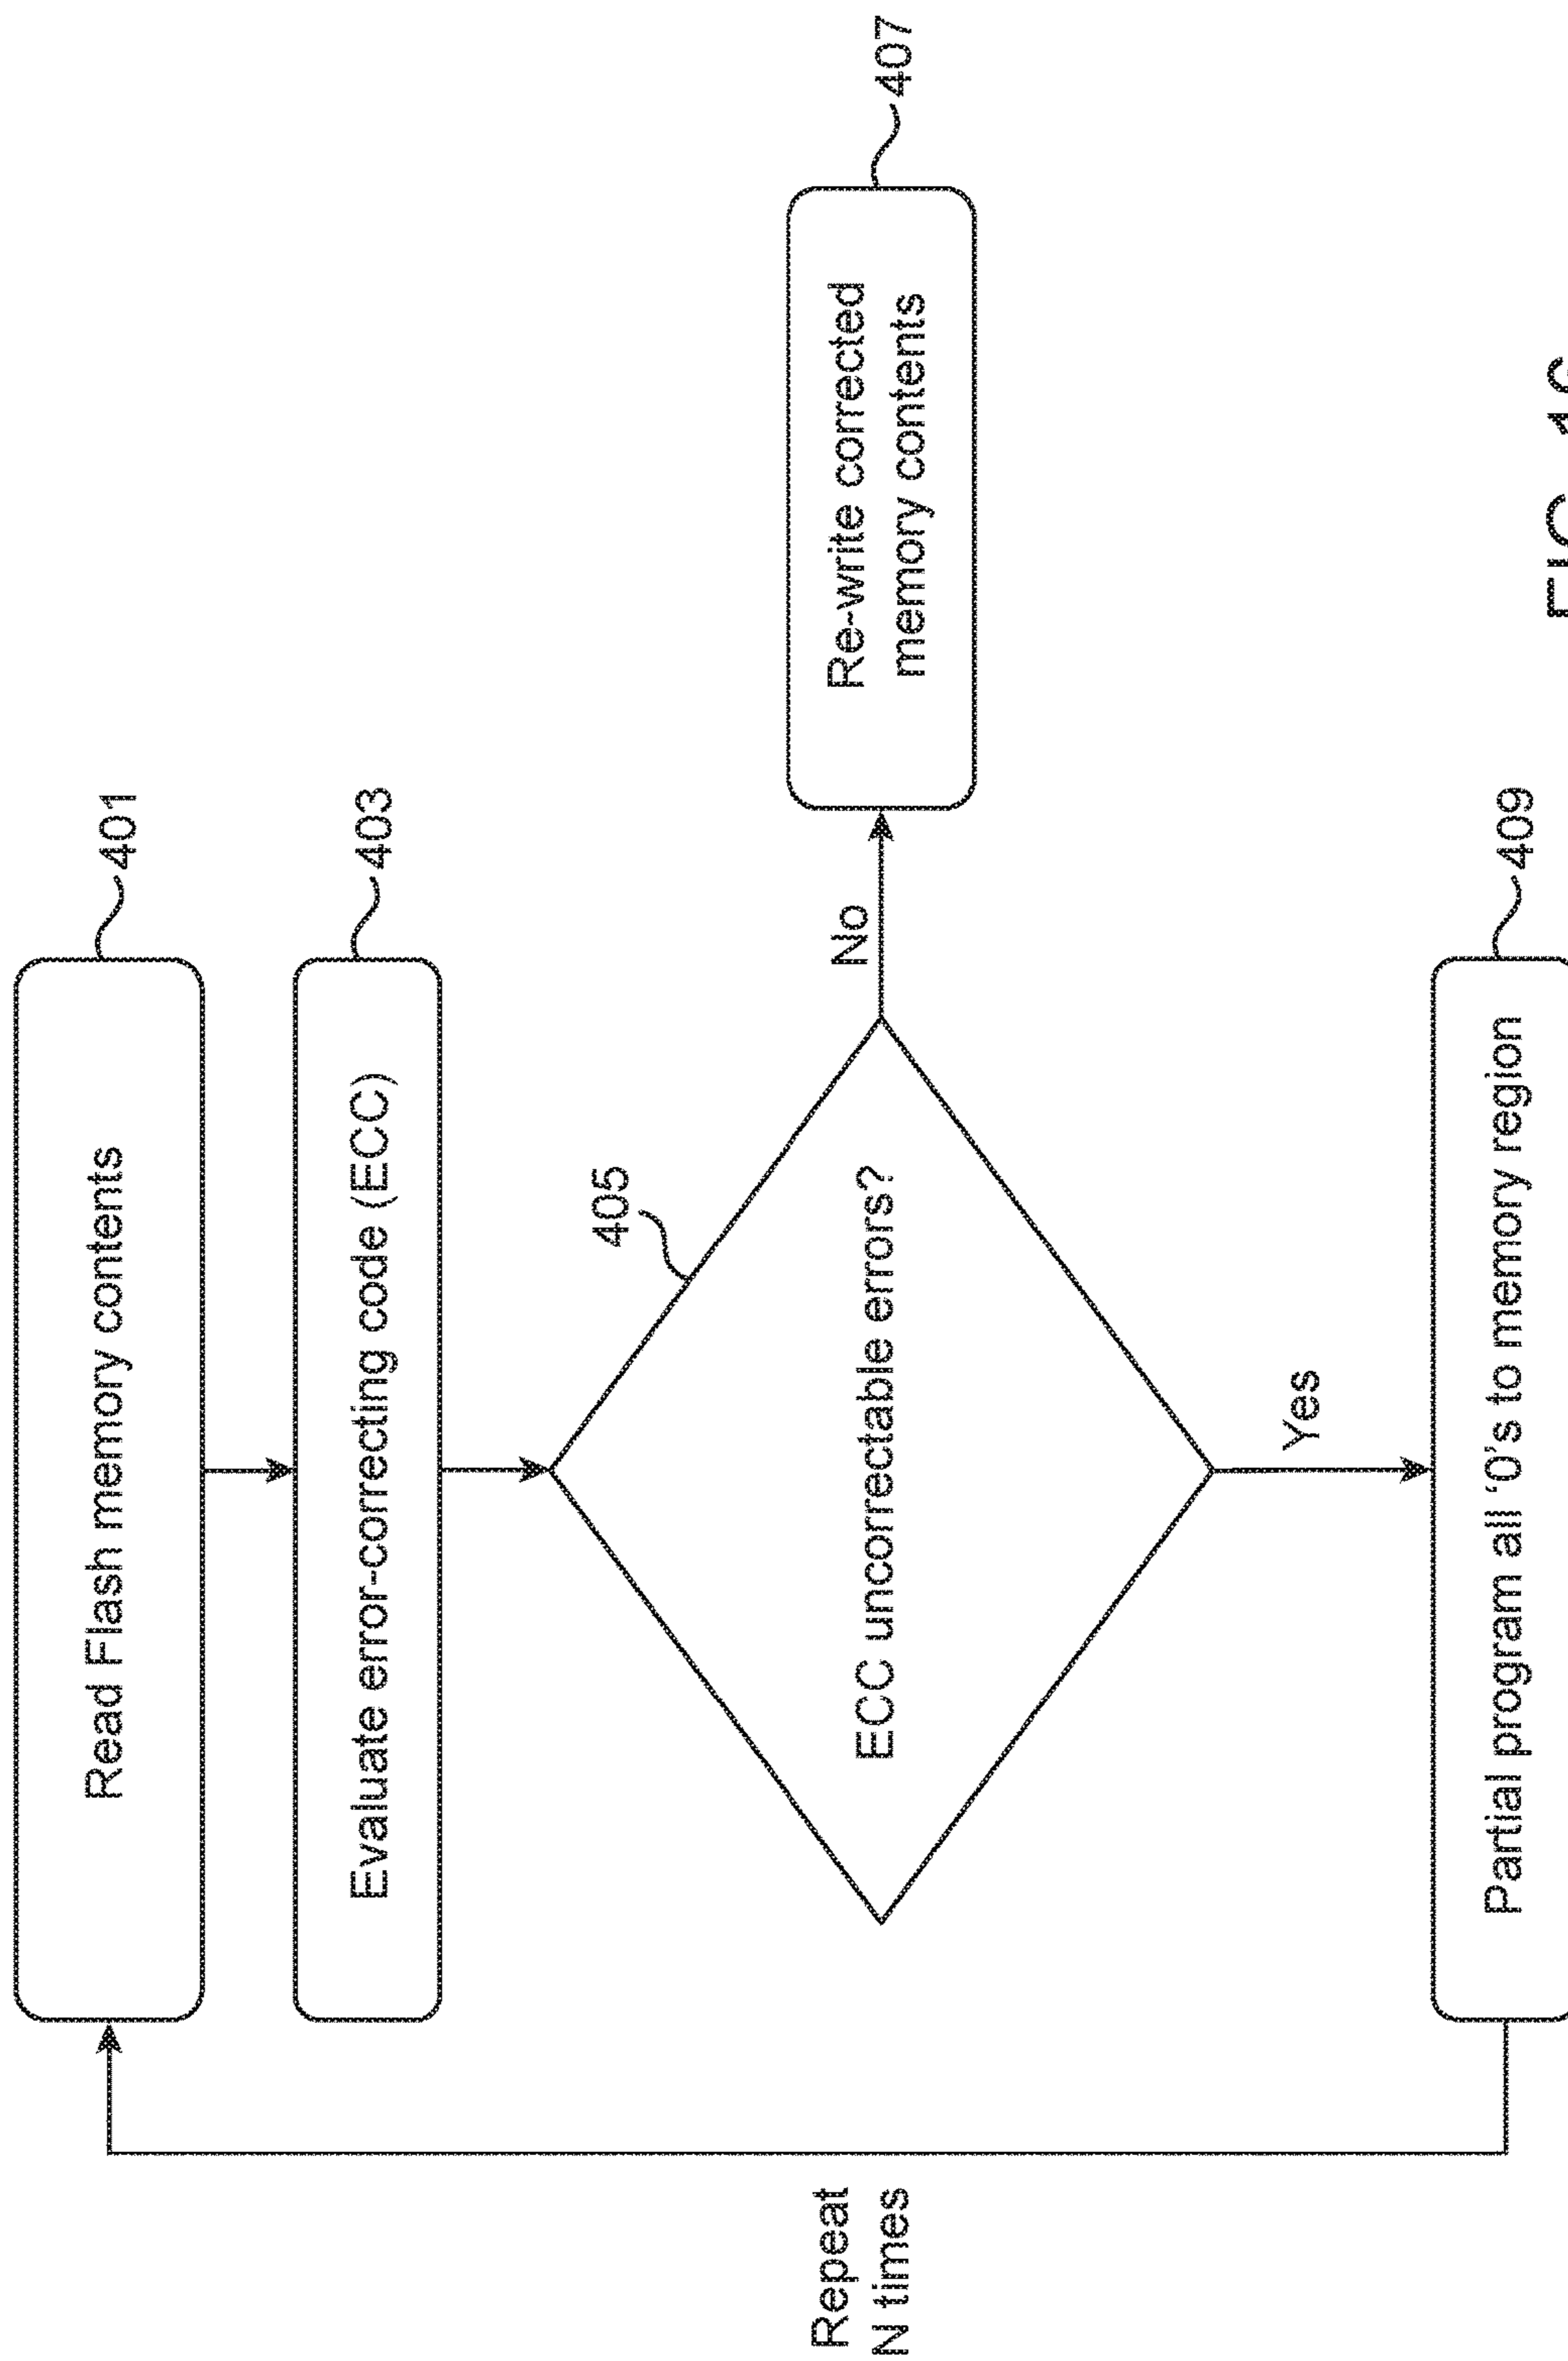 Read Flash memory contents
401
Evaluate error-correcting code (ECC)
403
405
ECC uncorrectable errors?
No
Re-write corrected
memory contents
407
Yes
Partial program all ‘0’s to memory region
409
Repeat
N times